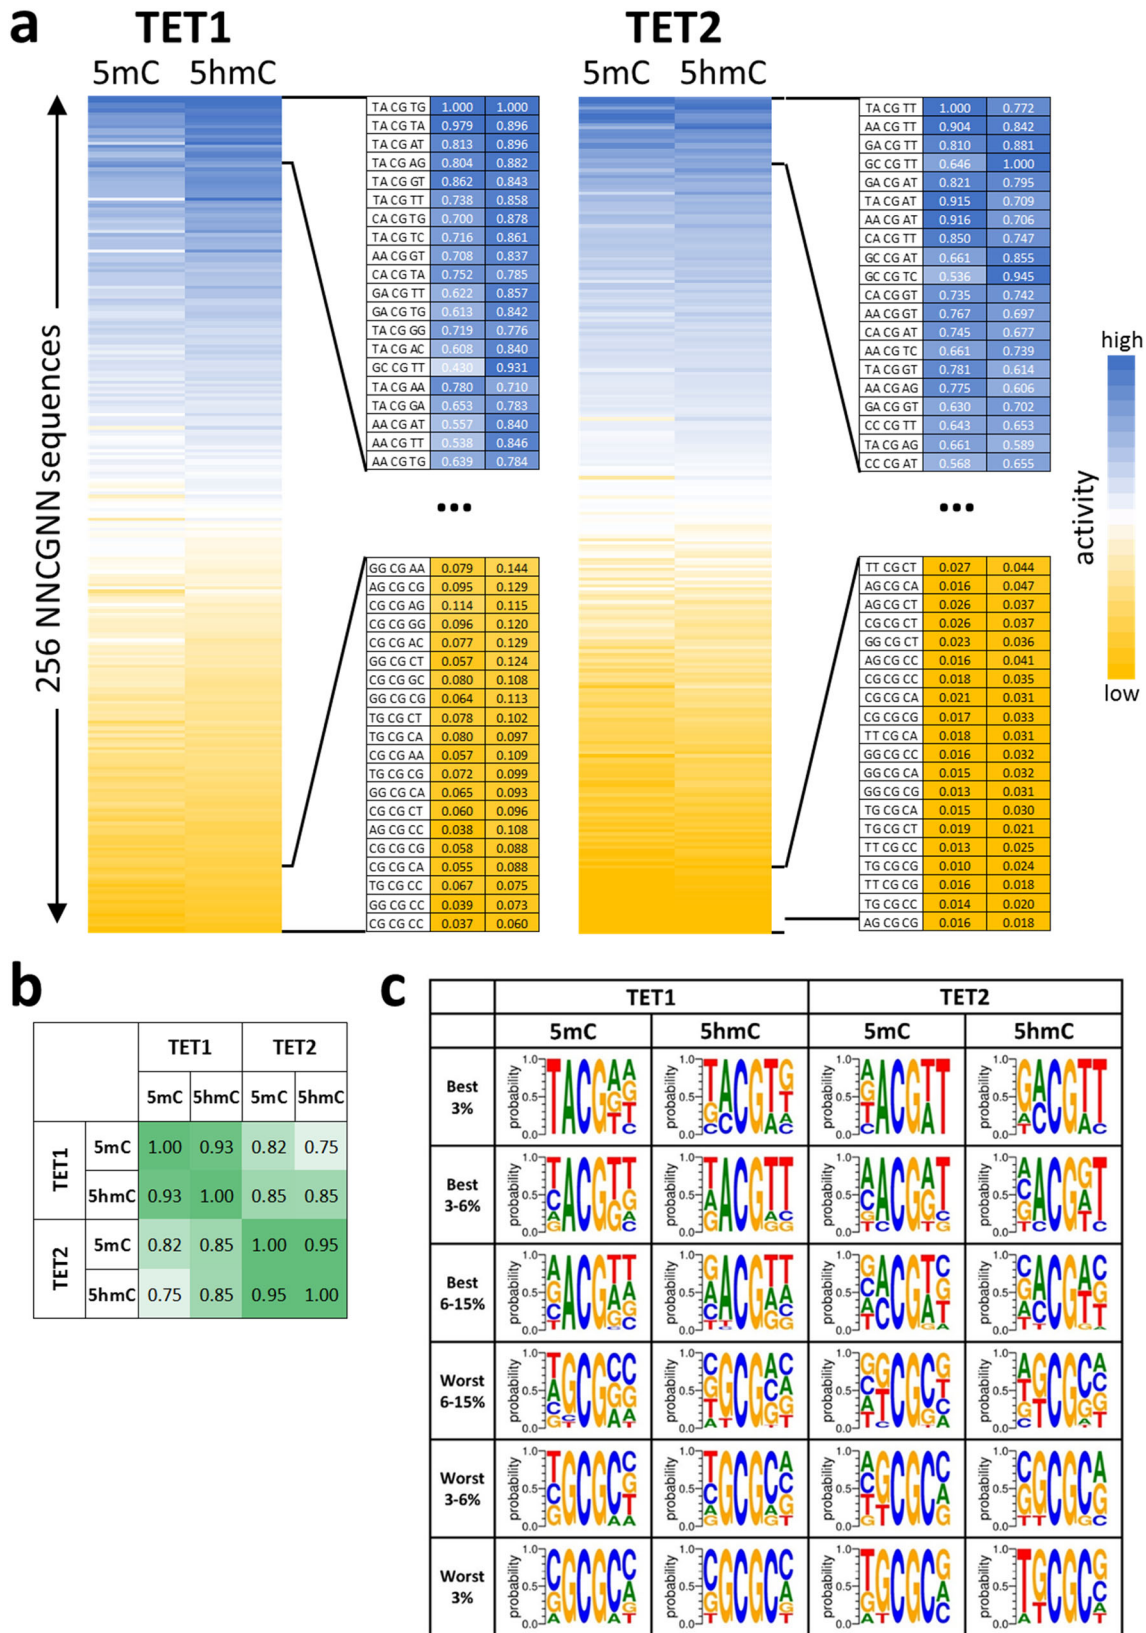 a
TET1
TET2
5mC 5hmC
5mC 5hmC
256 NNCGNN sequences
TA CG TG 1.000 1.000
TA CG TA 0.979 0.896
TA CG AT 0.813 0.896
TA CG AG 0.804 0.882
TA CG GT 0.862 0.843
TA CG TT 0.738 0.858
CA CG TG 0.700 0.878
TA CG TC 0.716 0.861
AA CG GT 0.708 0.837
CA CG TA 0.752 0.785
GA CG TT 0.622 0.857
GA CG TG 0.613 0.842
TA CG GG 0.719 0.776
TA CG AC 0.608 0.840
GC CG TT 0.430 0.931
TA CG AA 0.780 0.710
TA CG GA 0.653 0.783
AA CG AT 0.557 0.840
AA CG TT 0.538 0.846
AA CG TG 0.639 0.784
...
GG CG AA 0.079 0.144
AG CG CG 0.095 0.129
CG CG AG 0.114 0.115
CG CG GG 0.096 0.120
CG CG AC 0.077 0.129
GG CG CT 0.057 0.124
CG CG GC 0.080 0.108
GG CG CG 0.064 0.113
TG CG CT 0.078 0.102
TG CG CA 0.080 0.097
CG CG AA 0.057 0.109
TG CG CG 0.072 0.099
GG CG CA 0.065 0.093
CG CG CT 0.060 0.096
AG CG CC 0.038 0.108
CG CG CG 0.058 0.088
CG CG CA 0.055 0.088
TG CG CC 0.067 0.075
GG CG CC 0.039 0.073
CG CG CC 0.037 0.060
TA CG TT 1.000 0.772
AA CG TT 0.904 0.842
GA CG TT 0.810 0.881
GC CG TT 0.646 1.000
GA CG AT 0.821 0.795
TA CG AT 0.915 0.709
AA CG AT 0.916 0.706
CA CG TT 0.850 0.747
GC CG AT 0.661 0.855
GC CG TC 0.536 0.945
CA CG GT 0.735 0.742
AA CG GT 0.767 0.697
CA CG AT 0.745 0.677
AA CG TC 0.661 0.739
TA CG GT 0.781 0.614
AA CG AG 0.775 0.606
GA CG GT 0.630 0.702
CC CG TT 0.643 0.653
TA CG AG 0.661 0.589
CC CG AT 0.568 0.655
...
TT CG CT 0.027 0.044
AG CG CA 0.016 0.047
AG CG CT 0.026 0.037
CG CG CT 0.026 0.037
GG CG CT 0.023 0.036
AG CG CC 0.016 0.041
CG CG CC 0.018 0.035
CG CG CA 0.021 0.031
CG CG CG 0.017 0.033
TT CG CA 0.018 0.031
GG CG CC 0.016 0.032
GG CG CA 0.015 0.032
GG CG CG 0.013 0.031
TG CG CA 0.015 0.030
TG CG CT 0.019 0.021
TT CG CC 0.013 0.025
TG CG CG 0.010 0.024
TT CG CG 0.016 0.018
TG CG CC 0.014 0.020
AG CG CG 0.016 0.018
high
activity
low
b
TET1 TET2
5mC 5hmC 5mC 5hmC
TET1
5mC 1.00 0.93 0.82 0.75
5hmC 0.93 1.00 0.85 0.85
TET2
5mC 0.82 0.85 1.00 0.95
5hmC 0.75 0.85 0.95 1.00
c
TET1 TET2
5mC 5hmC 5mC 5hmC
Best 3%
Best 3-6%
Best 6-15%
Worst 6-15%
Worst 3-6%
Worst 3%
probability
1.0
0.5
0.0